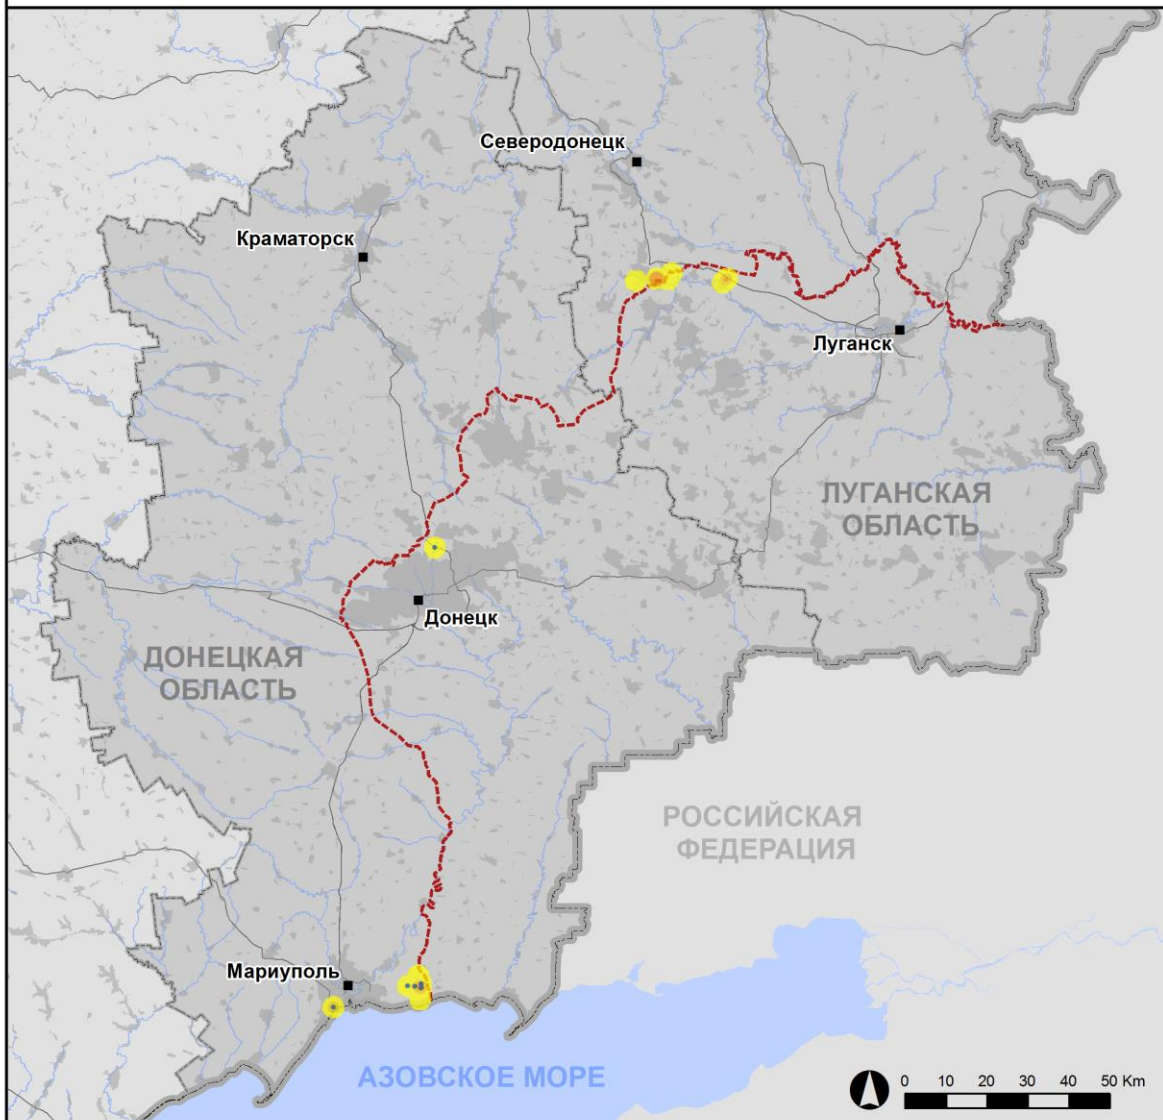 Северодонецк
Краматорск
Луганск
ЛУГАНСКАЯ
ОБЛАСТЬ
Донецк
ДОНЕЦКАЯ
ОБЛАСТЬ
РОССИЙСКАЯ
ФЕДЕРАЦИЯ
Мариуполь
АЗОВСКОЕ МОРЕ
0 10 20 30 40 50 Km